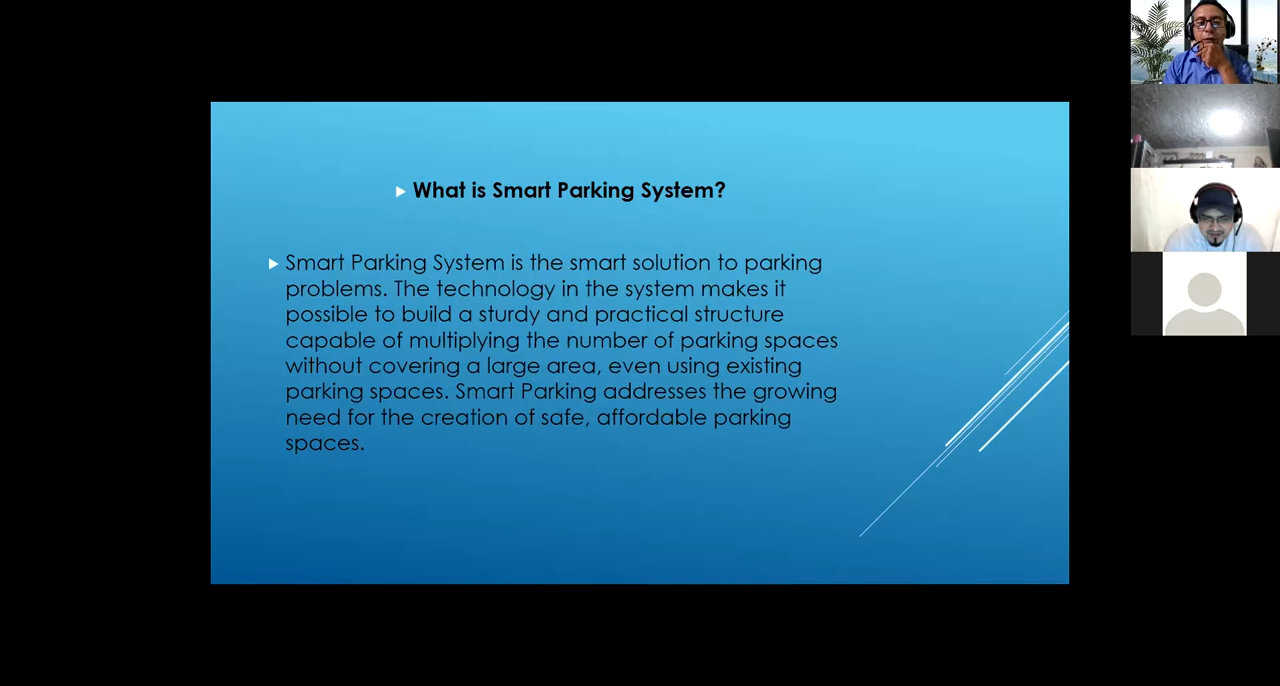 What is Smart Parking System?
Smart Parking System is the smart solution to parking
problems. The technology in the system makes it
possible to build a sturdy and practical structure
capable of multiplying the number of parking spaces
without covering a large area, even using existing
parking spaces. Smart Parking addresses the growing
need for the creation of safe, affordable parking
spaces.